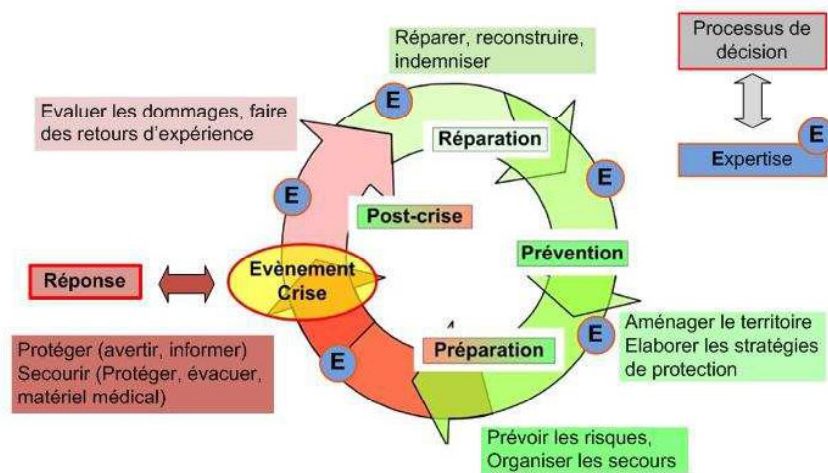 Réparer, reconstruire,
indemniser
Processus de
décision
E
Evaluer les dommages, faire
des retours d'expérience
E
Réparation
E
Expertise
E
E
Post-crise
Réponse
Evènement
Crise
Prévention
Protéger (avertir, informer)
Secourir (Protéger, évacuer,
matériel médical)
E
Préparation
E
Aménager le territoire
Elaborer les stratégies
de protection
Prévoir les risques,
Organiser les secours